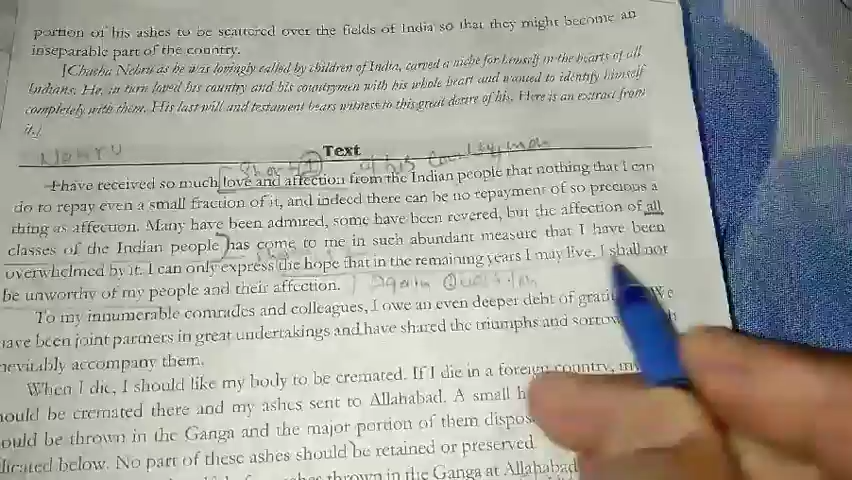 portion of his ashes to be scattered over the fields of India so that they might become an
inseparable part of the country.
[Chacha Nehru as he was lovingly called by children of India, carved a niche for himself in the hearts of all
Indians. He, in turn loved his country and his countrymen with his whole heart and wanted to identify himself
completely with them. His last will and testament bears witness to this great desire of his. Here is an extract from
it.]
Nehru
Text
of his Countrymen
I have received so much love and affection from the Indian people that nothing that I can
do to repay even a small fraction of it, and indeed there can be no repayment of so precious a
thing as affection. Many have been admired, some have been revered, but the affection of all
classes of the Indian people has come to me in such abundant measure that I have been
overwhelmed by it. I can only express the hope that in the remaining years I may live, I shall not
be unworthy of my people and their affection. Again Question
To my innumerable comrades and colleagues, I owe an even deeper debt of We
have been joint partners in great undertakings and have shared the triumphs and
inevitably accompany them.
When I die, I should like my body to be cremated. If I die in a foreign country, my
should be cremated there and my ashes sent to Allahabad. A small
be thrown in the Ganga and the major portion of them
below. No part of these ashes should be retained or preserved.
thrown in the Ganga at Allahabad